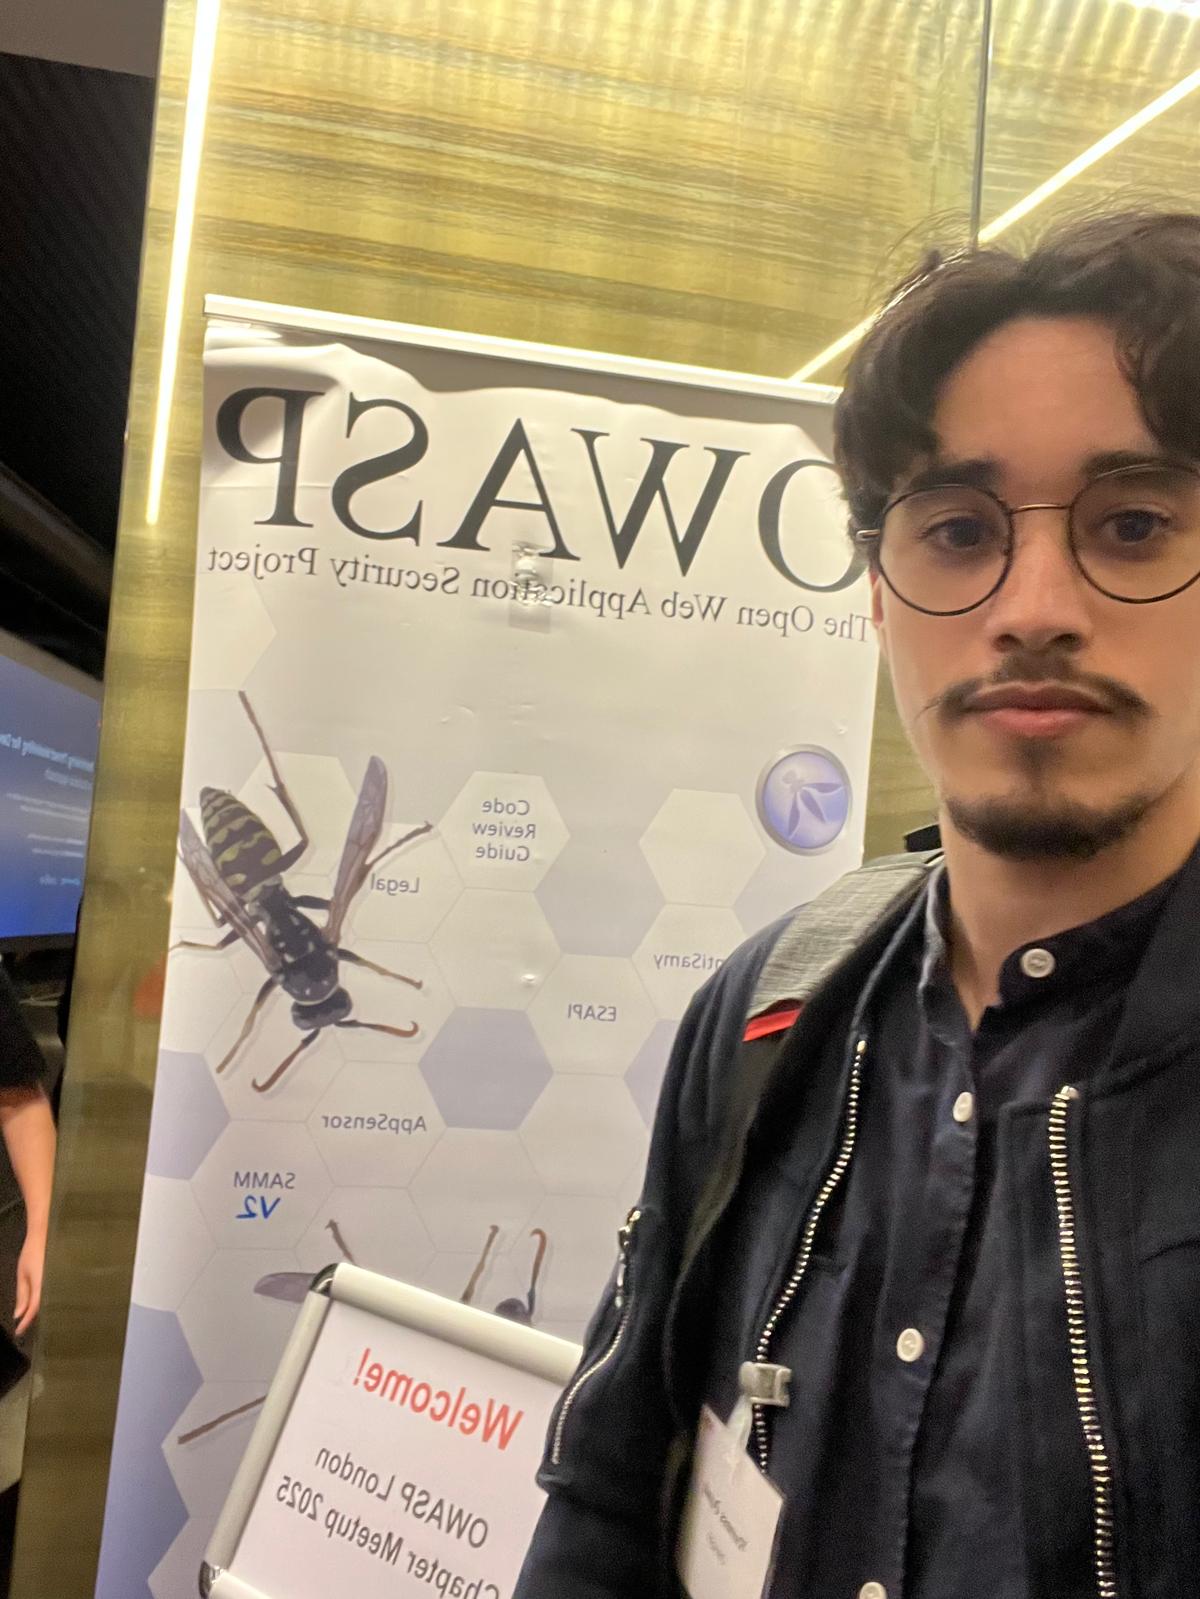 OWASP
The Open Web Application Security Project
Code
Review
Guide
Legal
ESAPI
AppSensor
SAMM
V2
Welcome!
OWASP London
Chapter Meetup 2025